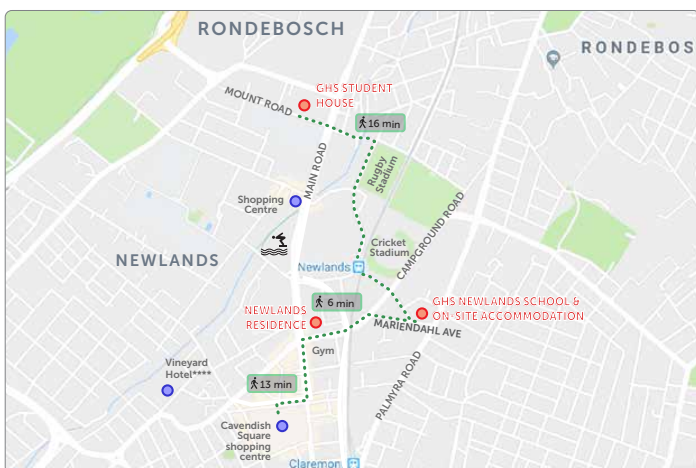 RONDEBOSCH
RONDEBOS
GHS STUDENT
HOUSE
MOUNT ROAD
16 min
MAIN ROAD
Rugby
Stadium
Shopping
Centre
CAMPGROUND ROAD
Cricket
Stadium
NEWLANDS
Newlands
6 min
GHS NEWLANDS SCHOOL &
ON-SITE ACCOMMODATION
NEWLANDS
RESIDENCE
MARIENDAHL AVE
Gym
Vineyard
Hotel****
13 min
PALMYRA ROAD
Cavendish
Square
shopping
centre
Claremon